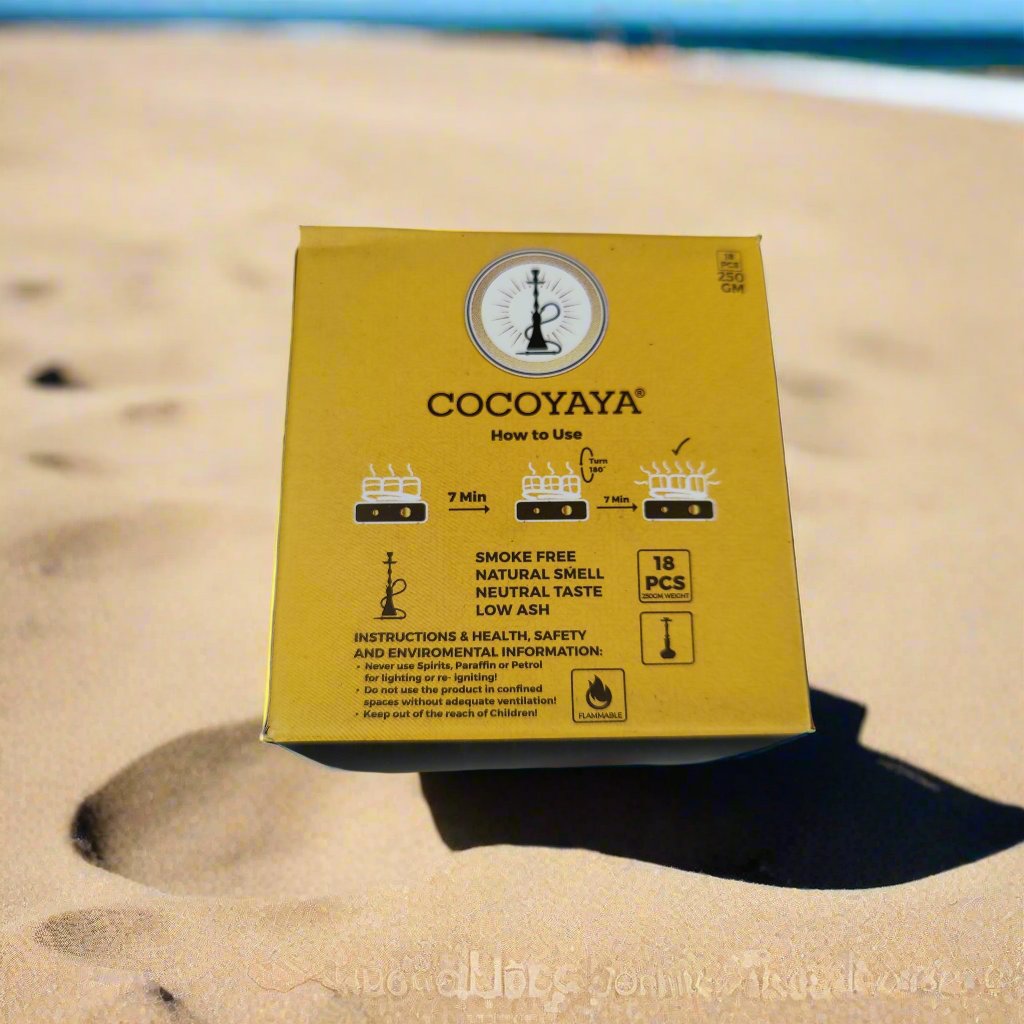 18
PCS
250
GM
COCOYAYA®
How to Use
Turn
180°
7 Min
7 Min
SMOKE FREE
NATURAL SMELL
NEUTRAL TASTE
LOW ASH
18
PCS
250GM WEIGHT
INSTRUCTIONS & HEALTH, SAFETY
AND ENVIROMENTAL INFORMATION:
• Never use Spirits, Paraffin or Petrol
for lighting or re- igniting!
• Do not use the product in confined
spaces without adequate ventilation!
• Keep out of the reach of Children!
FLAMMABLE